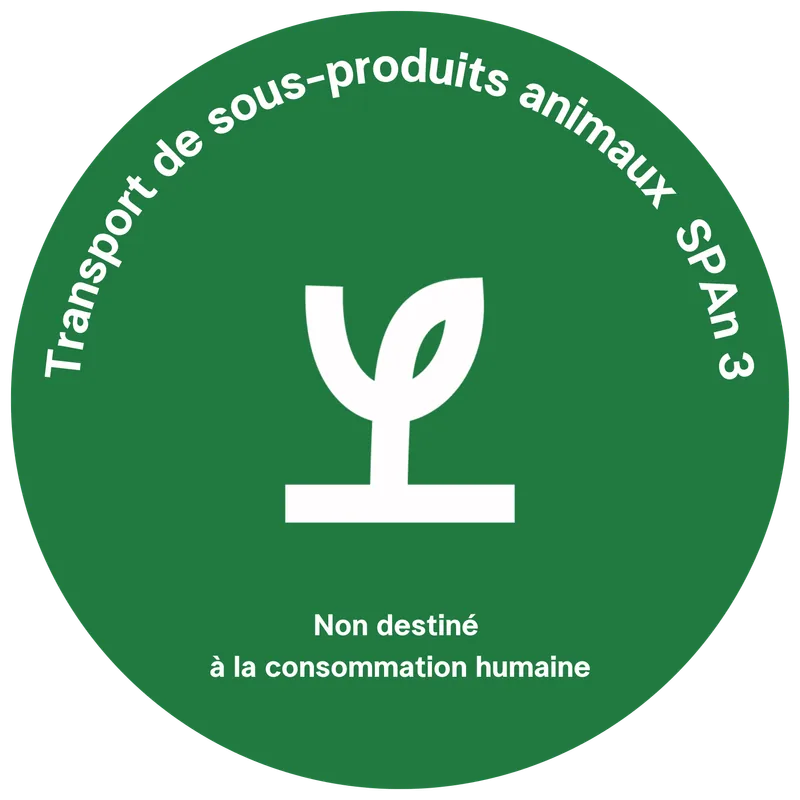 Transport de sous-produits animaux SPAn 3
Non destiné
à la consommation humaine